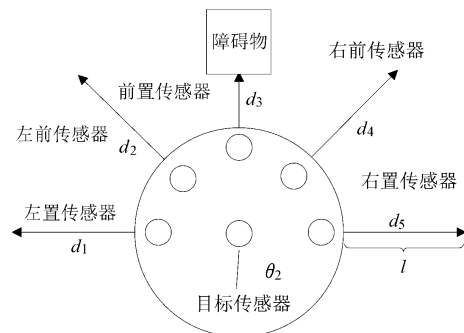 障碍物
右前传感器
前置传感器
d3
左前传感器
d2
d4
右置传感器
左置传感器
d1
d5
θ2
l
目标传感器